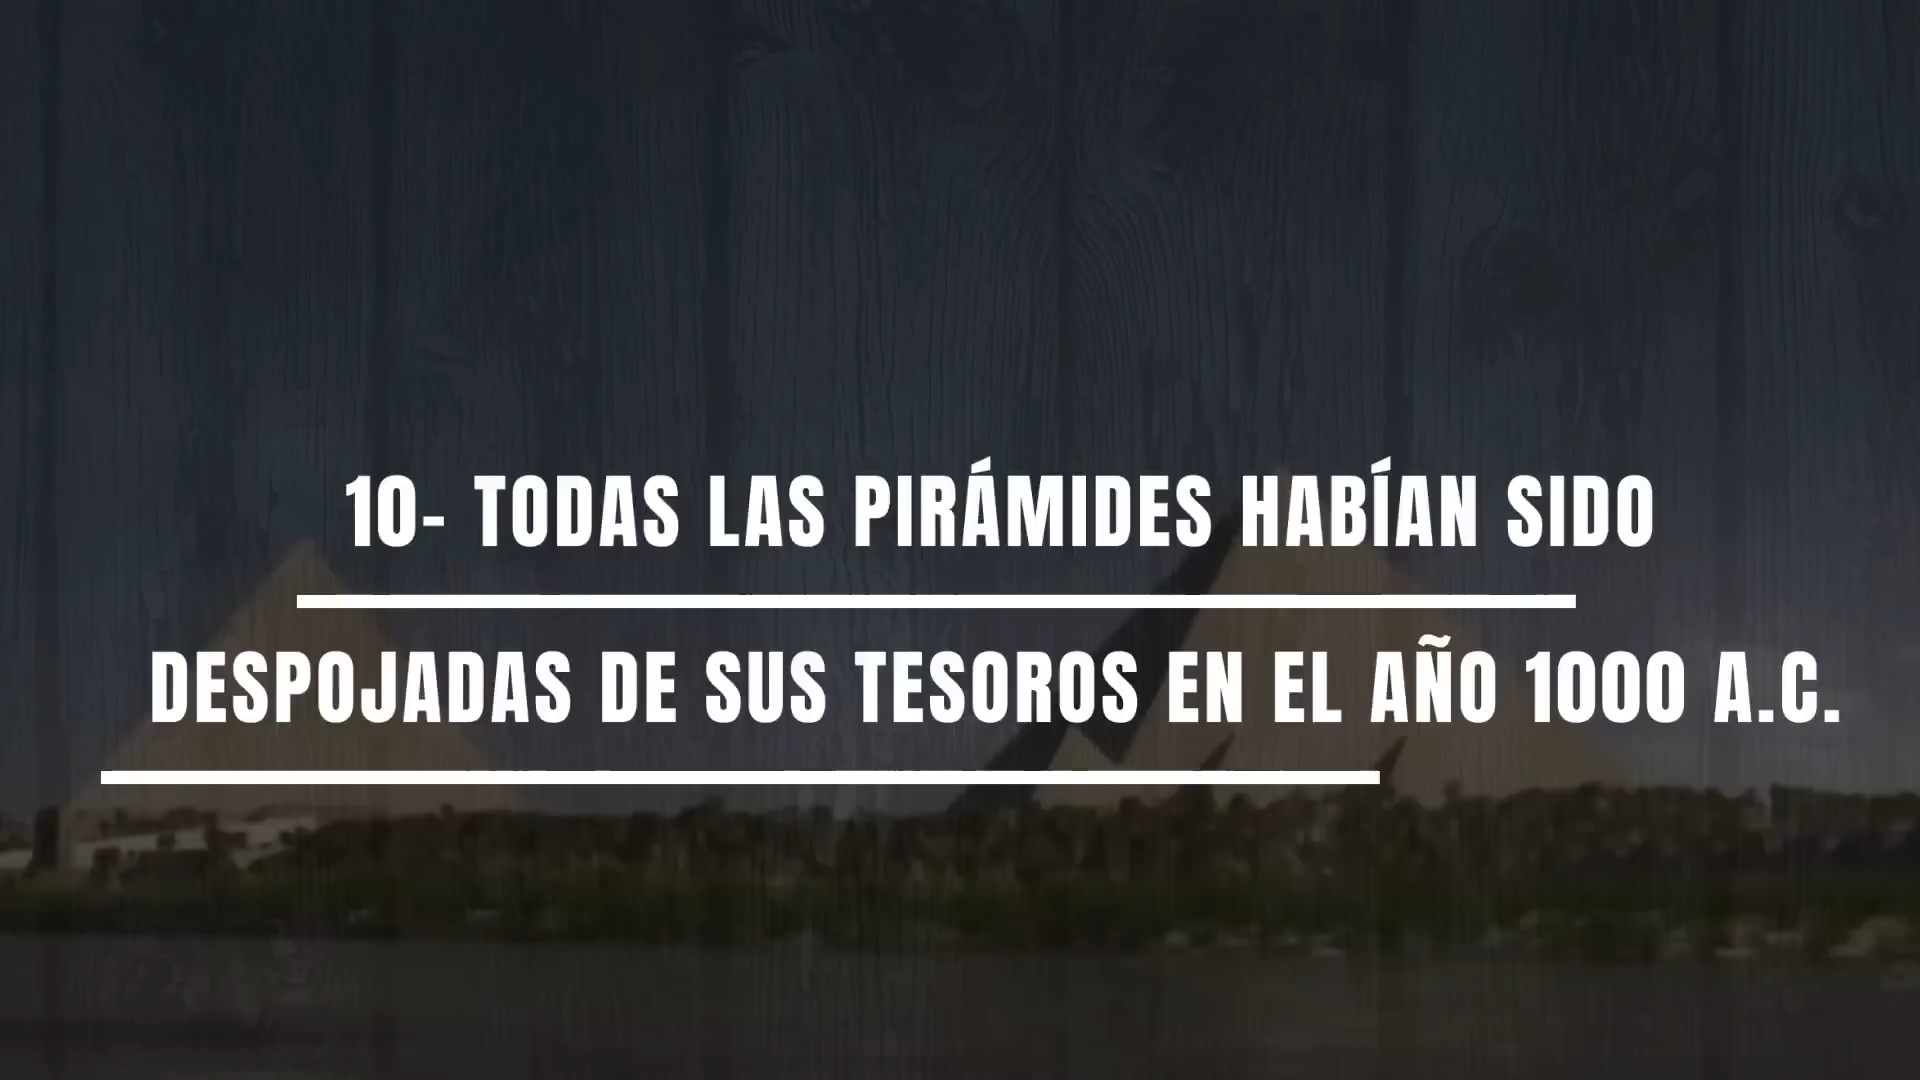 10- TODAS LAS PIRÁMIDES HABÍAN SIDO
DESPOJADAS DE SUS TESOROS EN EL AÑO 1000 A.C.